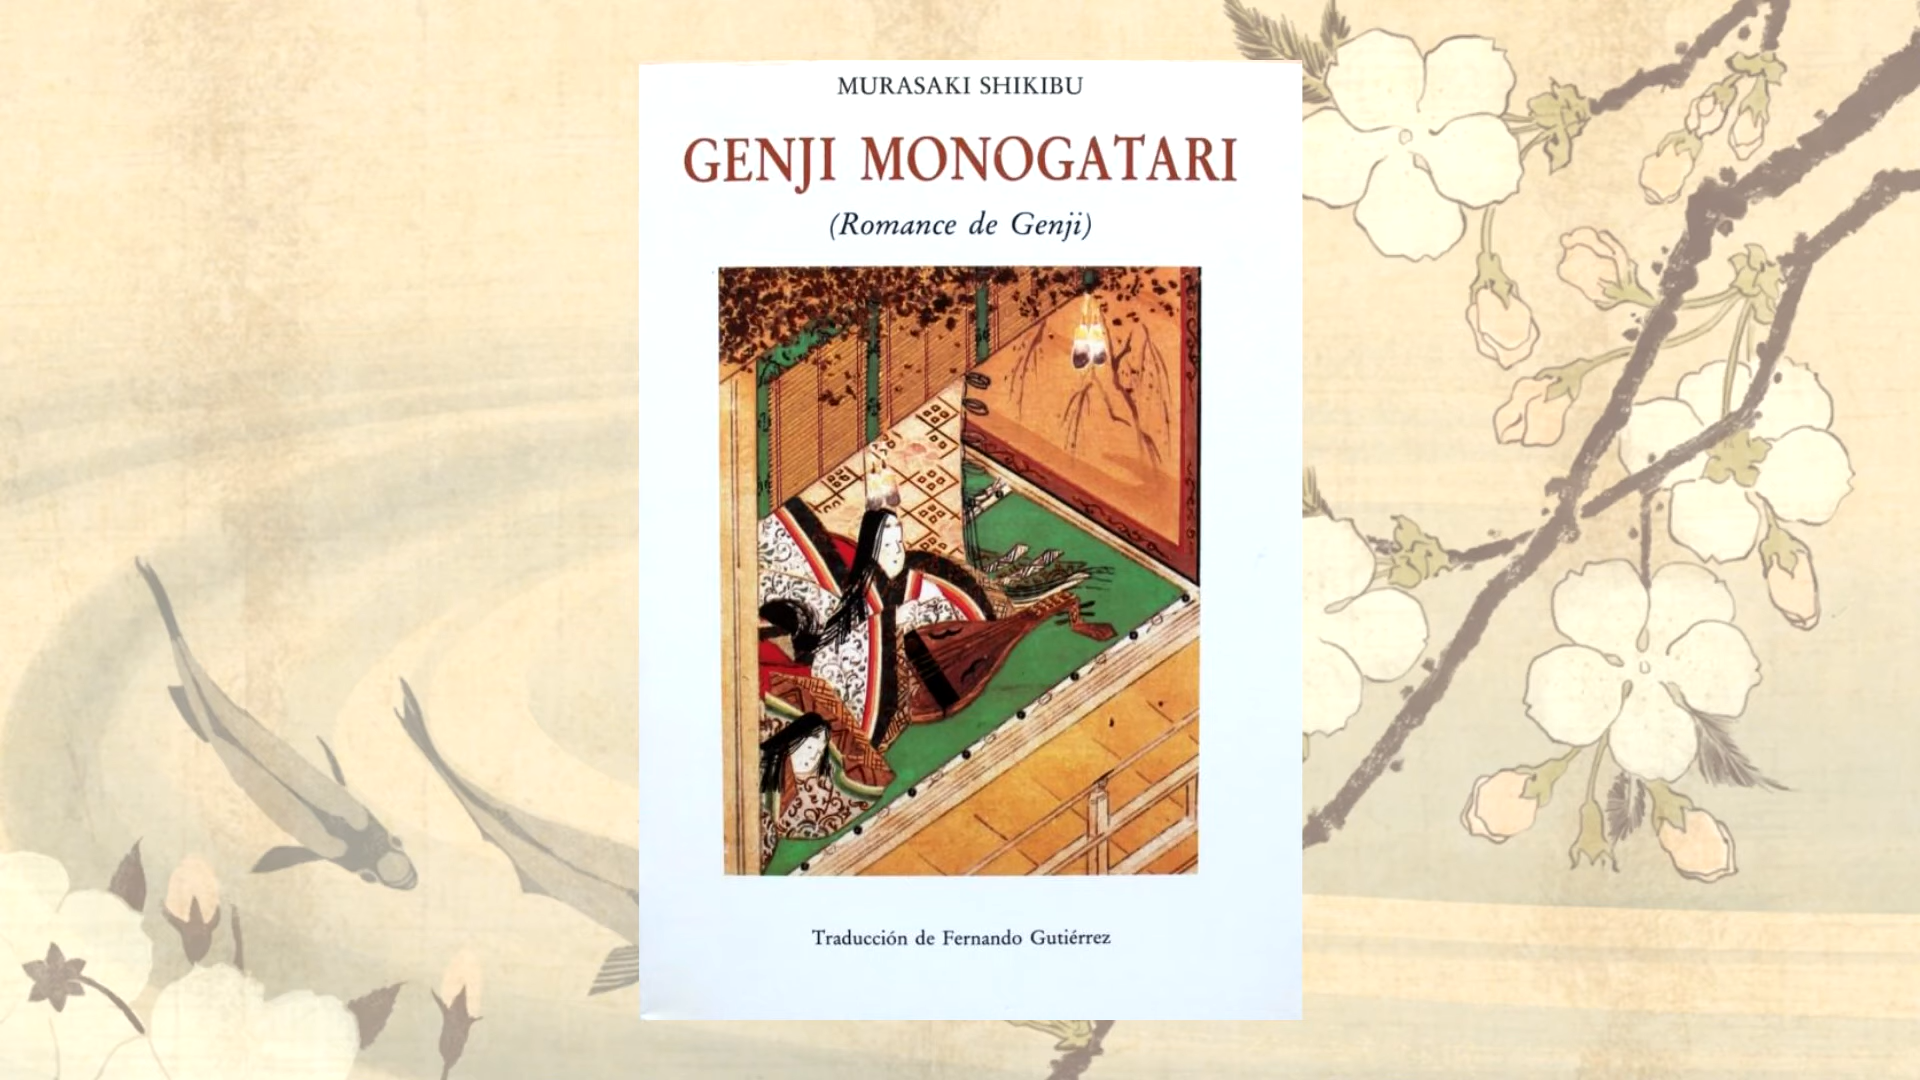 MURASAKI SHIKIBU
GENJI MONOGATARI
(Romance de Genji)
Traducción de Fernando Gutiérrez